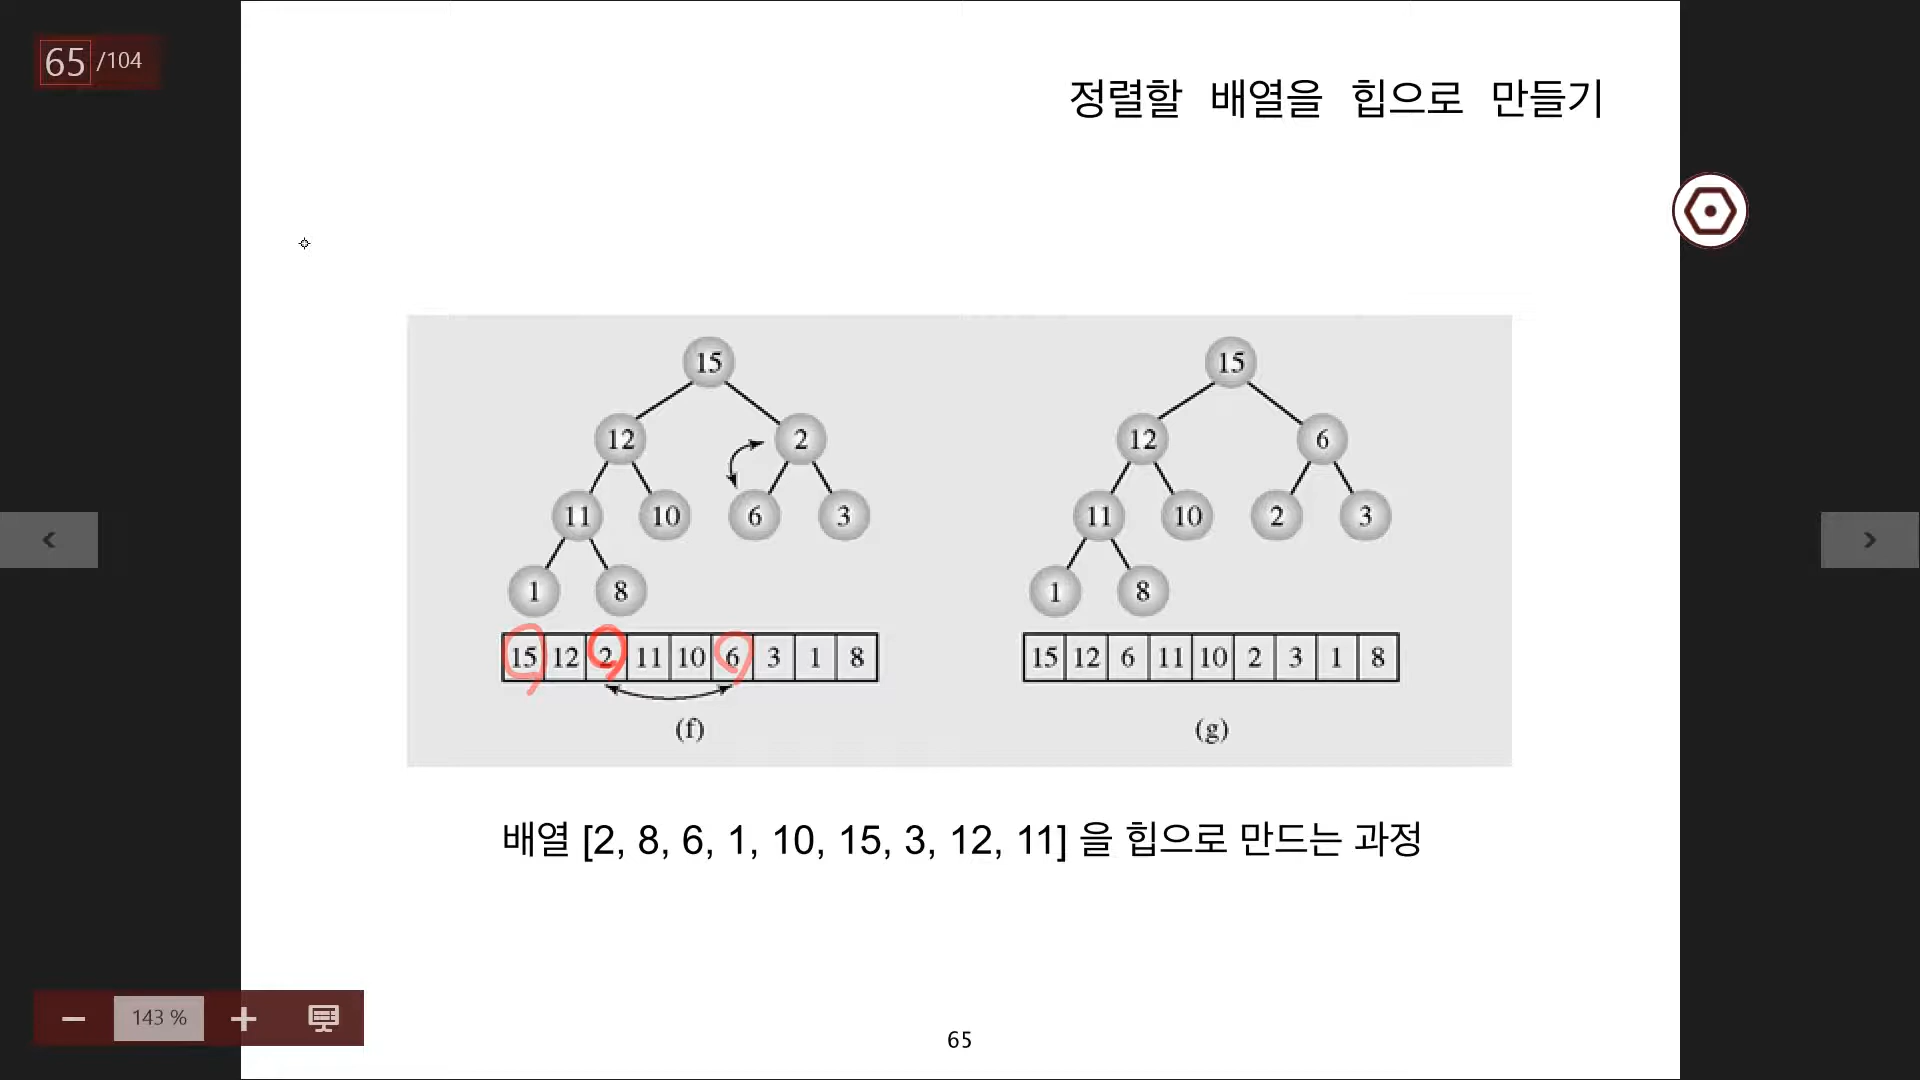 65 /104
정렬할 배열을 힙으로 만들기
15
12 2
11 10 6 3
1 8
15 12 2 11 10 6 3 1 8
(f)
15
12 6
11 10 2 3
1 8
15 12 6 11 10 2 3 1 8
(g)
배열 [2, 8, 6, 1, 10, 15, 3, 12, 11] 을 힙으로 만드는 과정
143 %
65